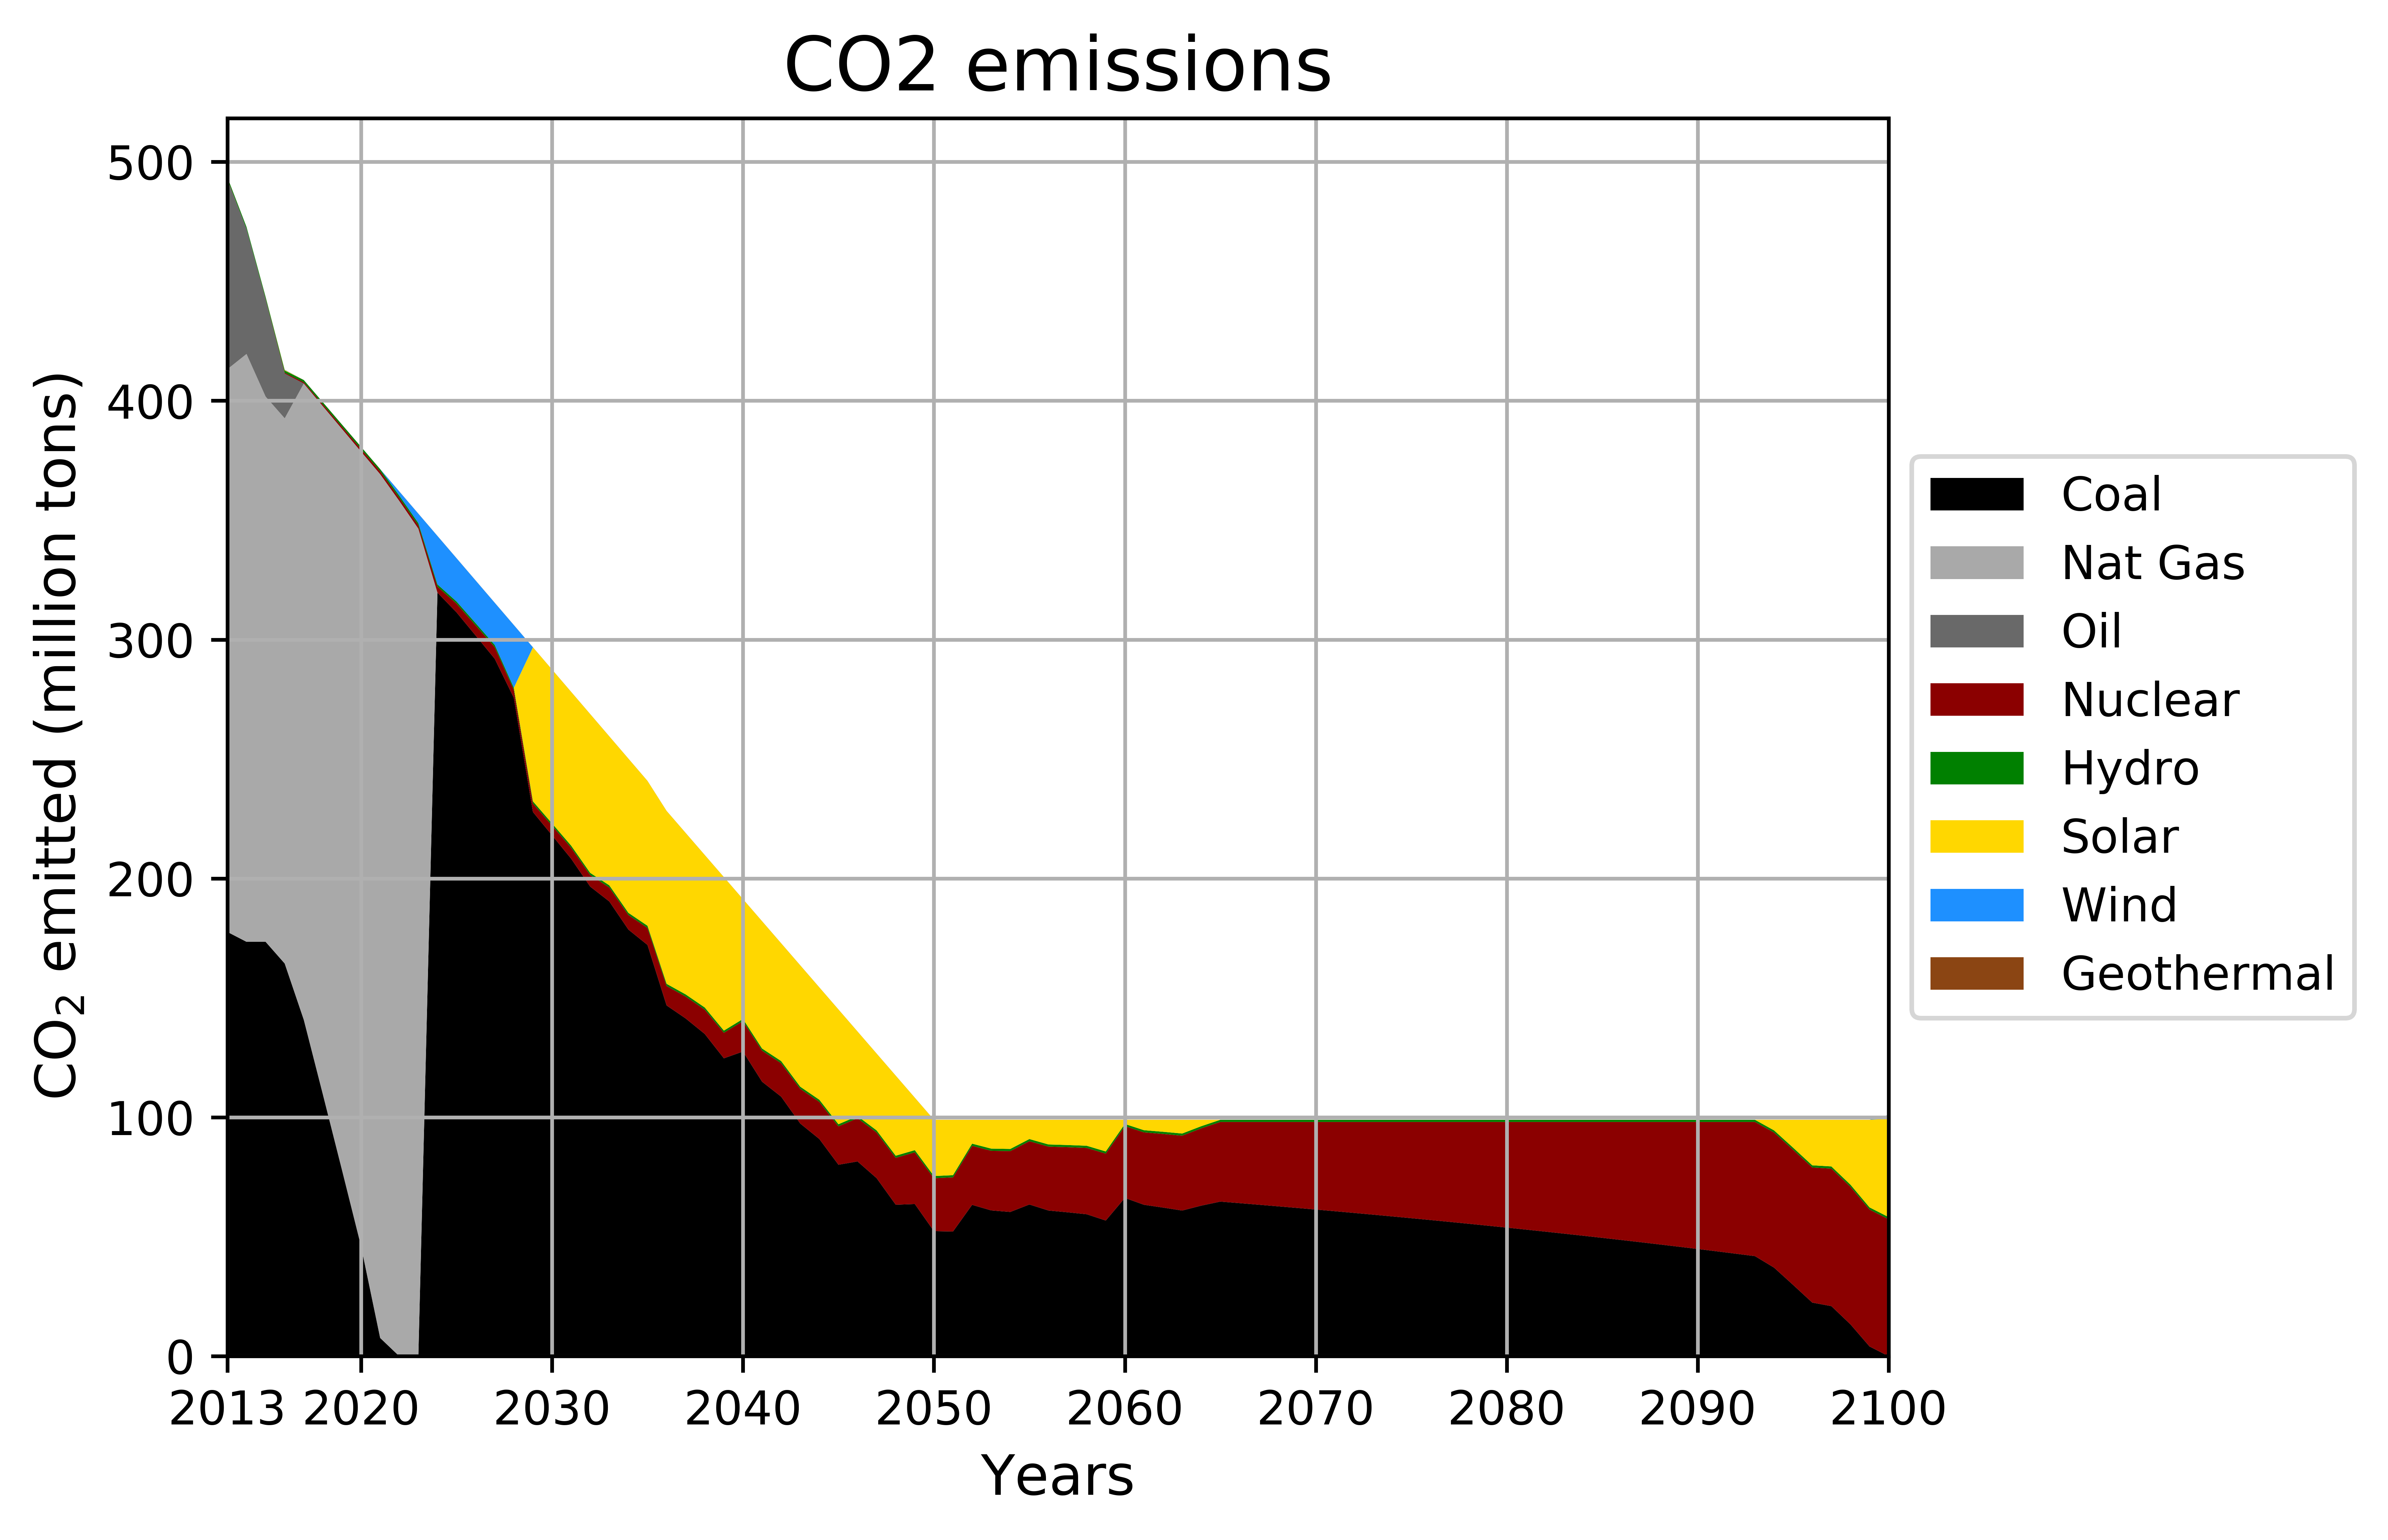 CO2 emissions
CO₂ emitted (million tons)
500
400
300
200
100
0
2013 2020 2030 2040 2050 2060 2070 2080 2090 2100
Years
Coal
Nat Gas
Oil
Nuclear
Hydro
Solar
Wind
Geothermal